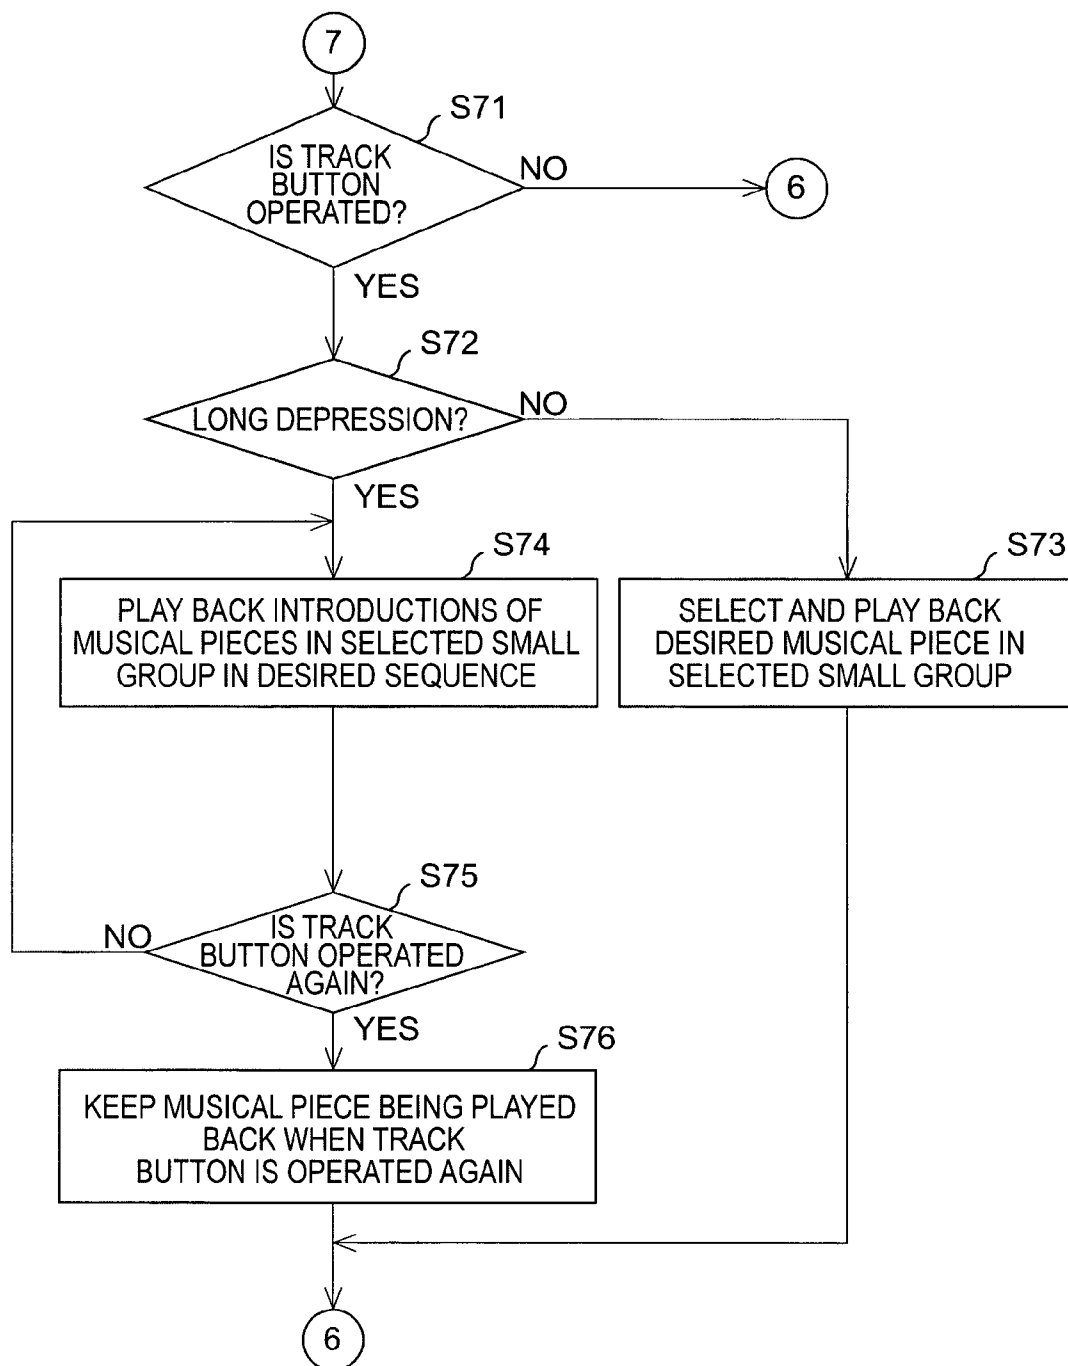 7
S71
IS TRACK
BUTTON
OPERATED?
NO
6
YES
S72
LONG DEPRESSION?
NO
YES
S74
PLAY BACK INTRODUCTIONS OF
MUSICAL PIECES IN SELECTED SMALL
GROUP IN DESIRED SEQUENCE
S73
SELECT AND PLAY BACK
DESIRED MUSICAL PIECE IN
SELECTED SMALL GROUP
S75
IS TRACK
BUTTON OPERATED
AGAIN?
NO
YES
S76
KEEP MUSICAL PIECE BEING PLAYED
BACK WHEN TRACK
BUTTON IS OPERATED AGAIN
6